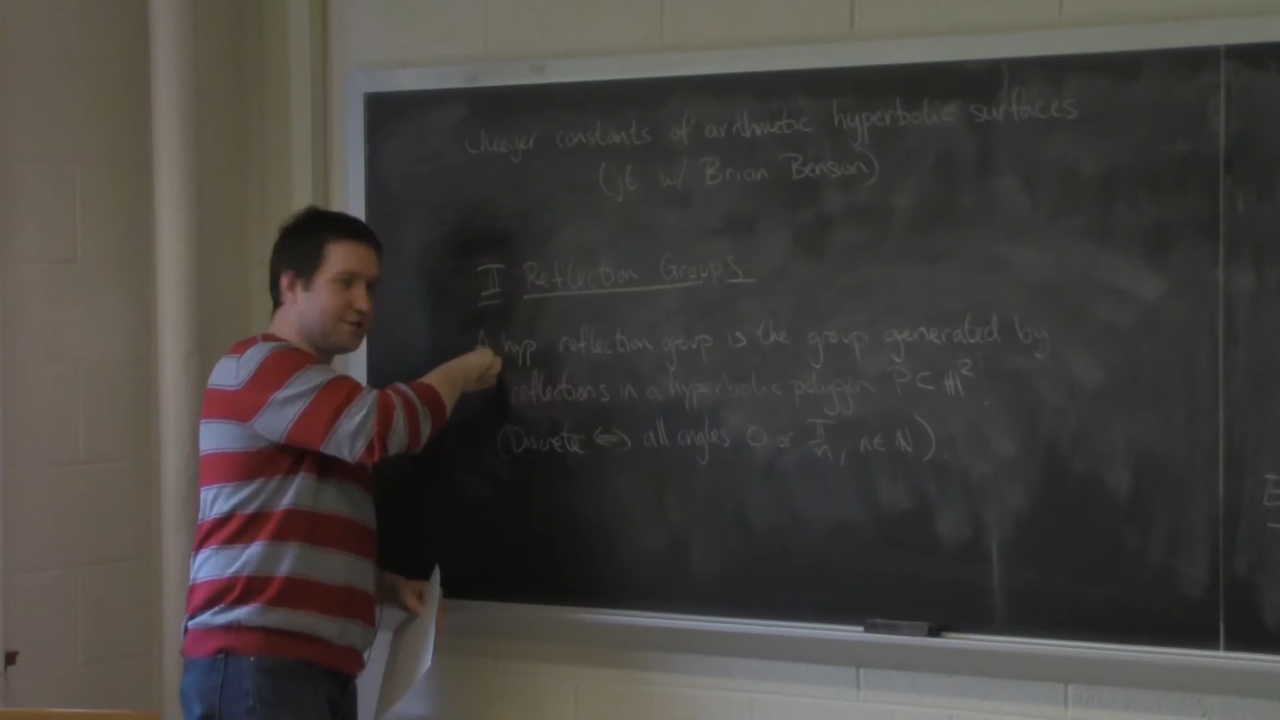 Cheeger constants of arithmetic hyperbolic surfaces
(jt w/ Brian Benson)
II Reflection Groups
A hyp reflection group is the group generated by
reflections in a hyperbolic polygon P ⊂ ℍ².
(Discrete ⇔ all angles 0 or π/n, n ∈ ℕ).